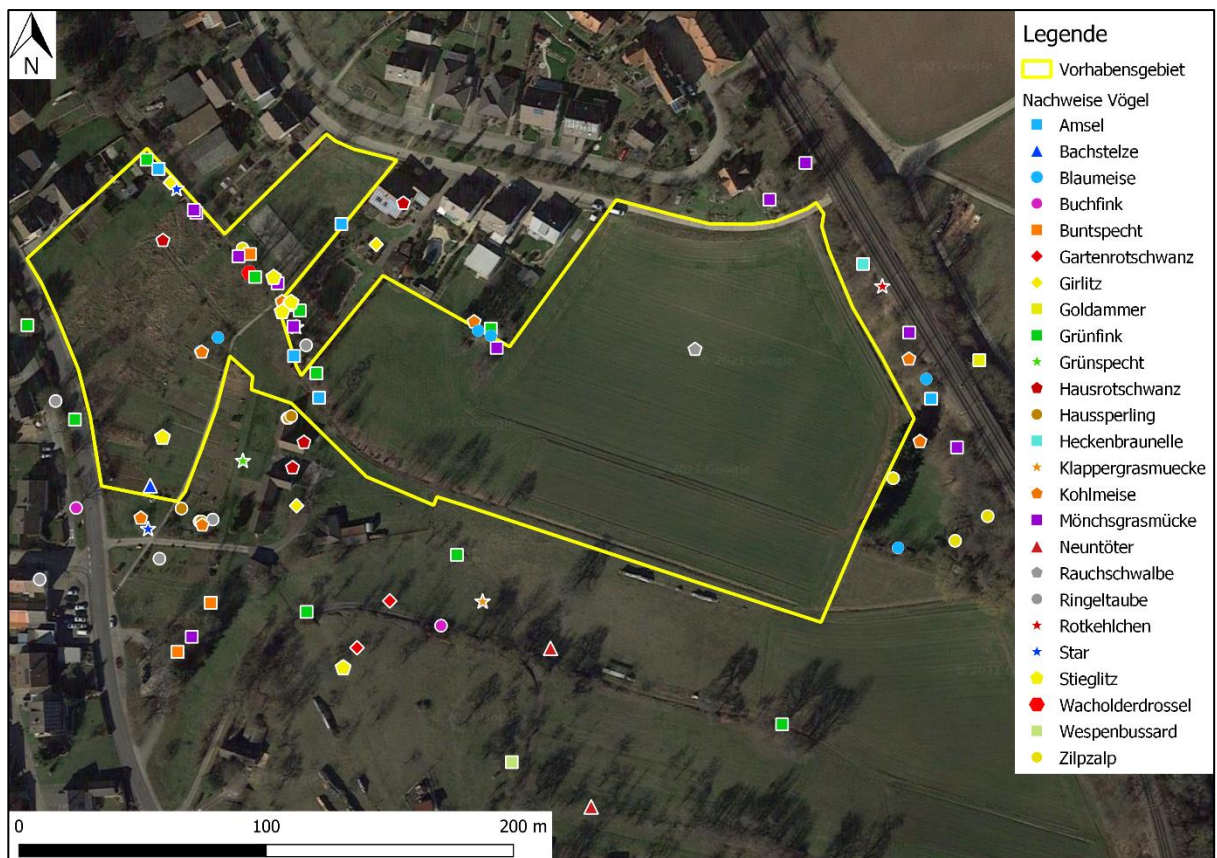 N
Legende
Vorhabensgebiet
Nachweise Vögel
Amsel
Bachstelze
Blaumeise
Buchfink
Buntspecht
Gartenrotschwanz
Girlitz
Goldammer
Grünfink
Grünspecht
Hausrotschwanz
Haussperling
Heckenbraunelle
Klappergrasmuecke
Kohlmeise
Mönchsgrasmücke
Neuntöter
Rauchschwalbe
Ringeltaube
Rotkehlchen
Star
Stieglitz
Wacholderdrossel
Wespenbussard
Zilpzalp
0 100 200 m